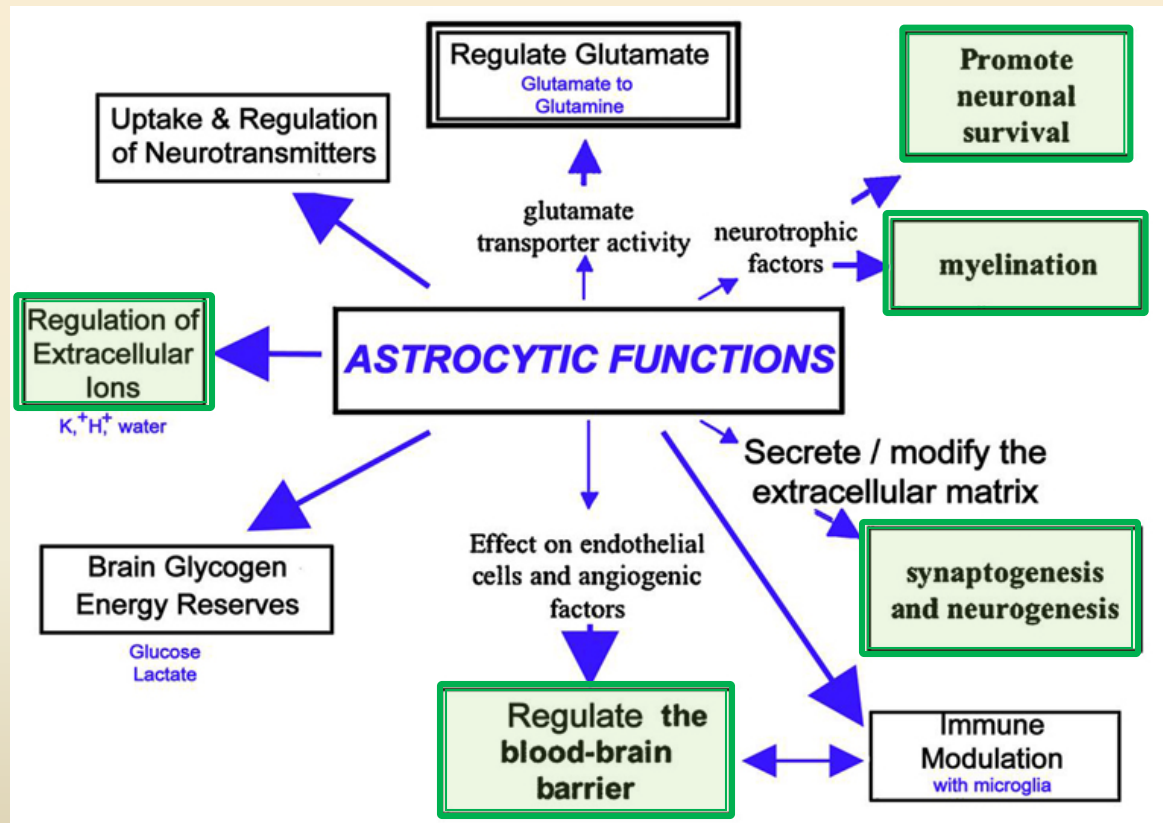 Regulate Glutamate
Glutamate to
Glutamine
Promote
neuronal
survival
Uptake & Regulation
of Neurotransmitters
glutamate
transporter activity
neurotrophic
factors
myelination
Regulation of
Extracellular
Ions
K,⁺H,⁺ water
ASTROCYTIC FUNCTIONS
Secrete / modify the
extracellular matrix
Effect on endothelial
cells and angiogenic
factors
Brain Glycogen
Energy Reserves
Glucose
Lactate
synaptogenesis
and neurogenesis
Regulate the
blood-brain
barrier
Immune
Modulation
with microglia